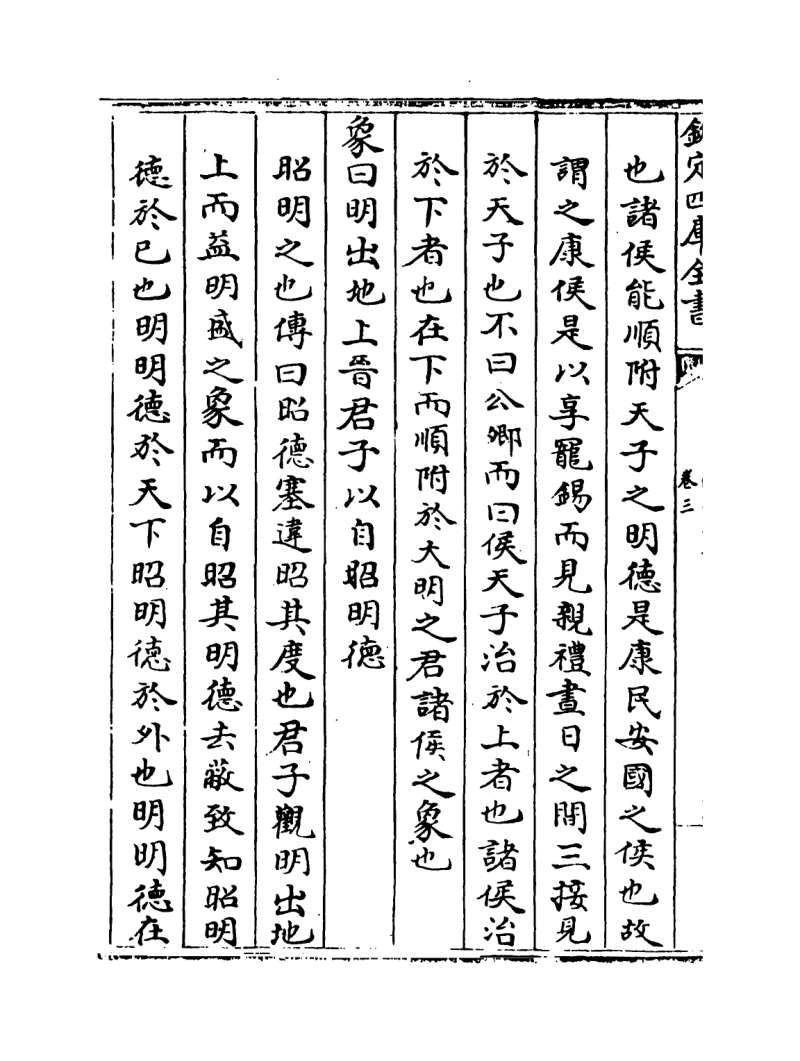 欽定四庫全書
卷三
也諸侯能順附天子之明德是康民安國之侯也故
謂之康侯是以享寵錫而見親禮晝日之間三接見
於天子也不曰公卿而曰侯天子治於上者也諸侯治
於下者也在下而順附於大明之君諸侯之象也
象曰明出地上晉君子以自昭明德
昭明之也傳曰昭德塞違昭其度也君子觀明出地
上而益明盛之象而以自昭其明德去蔽致知昭明
德於已也明明德於天下昭明德於外也明明德在